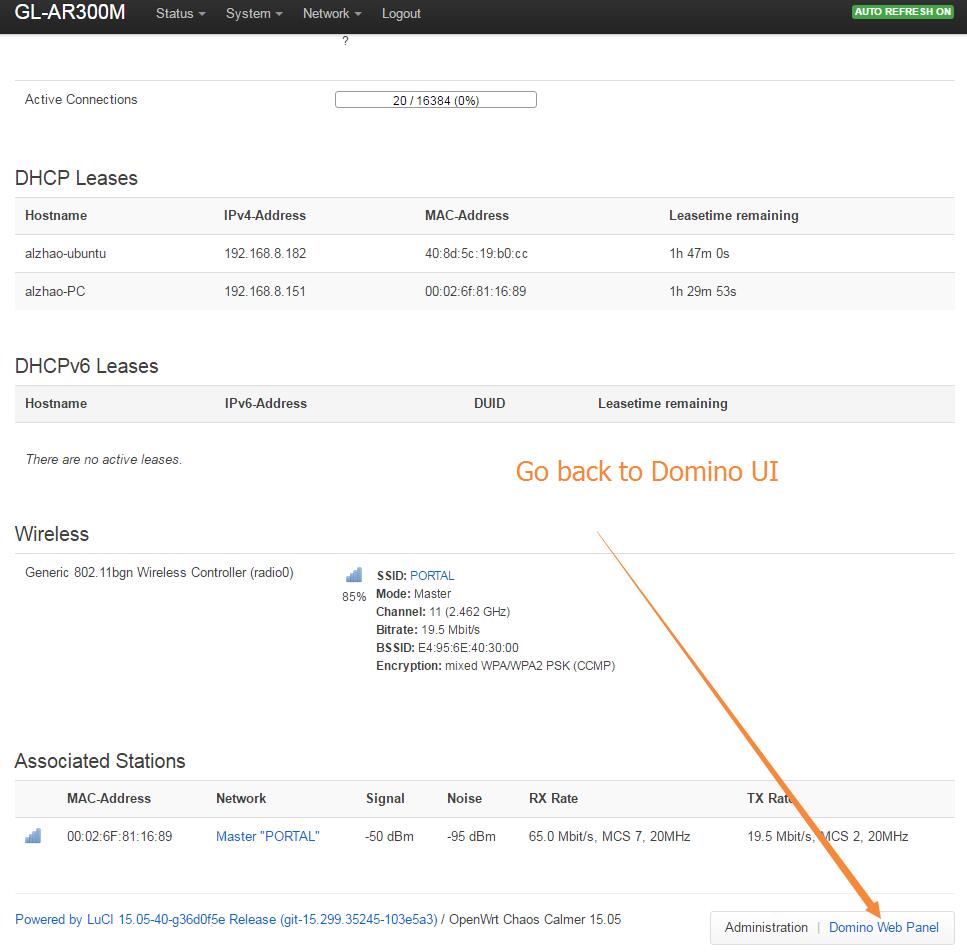 GL-AR300M Status System Network Logout AUTO REFRESH ON
?
Active Connections 20 / 16384 (0%)
DHCP Leases
Hostname IPv4-Address MAC-Address Leasetime remaining
alzhao-ubuntu 192.168.8.182 40:8d:5c:19:b0:cc 1h 47m 0s
alzhao-PC 192.168.8.151 00:02:6f:81:16:89 1h 29m 53s
DHCPv6 Leases
Hostname IPv6-Address DUID Leasetime remaining
There are no active leases.
Go back to Domino UI
Wireless
Generic 802.11bgn Wireless Controller (radio0) SSID: PORTAL
85% Mode: Master
Channel: 11 (2.462 GHz)
Bitrate: 19.5 Mbit/s
BSSID: E4:95:6E:40:30:00
Encryption: mixed WPA/WPA2 PSK (CCMP)
Associated Stations
MAC-Address Network Signal Noise RX Rate TX Rate
00:02:6F:81:16:89 Master "PORTAL" -50 dBm -95 dBm 65.0 Mbit/s, MCS 7, 20MHz 19.5 Mbit/s, MCS 2, 20MHz
Powered by LuCI 15.05-40-g36d0f5e Release (git-15.299.35245-103e5a3) / OpenWrt Chaos Calmer 15.05
Administration | Domino Web Panel